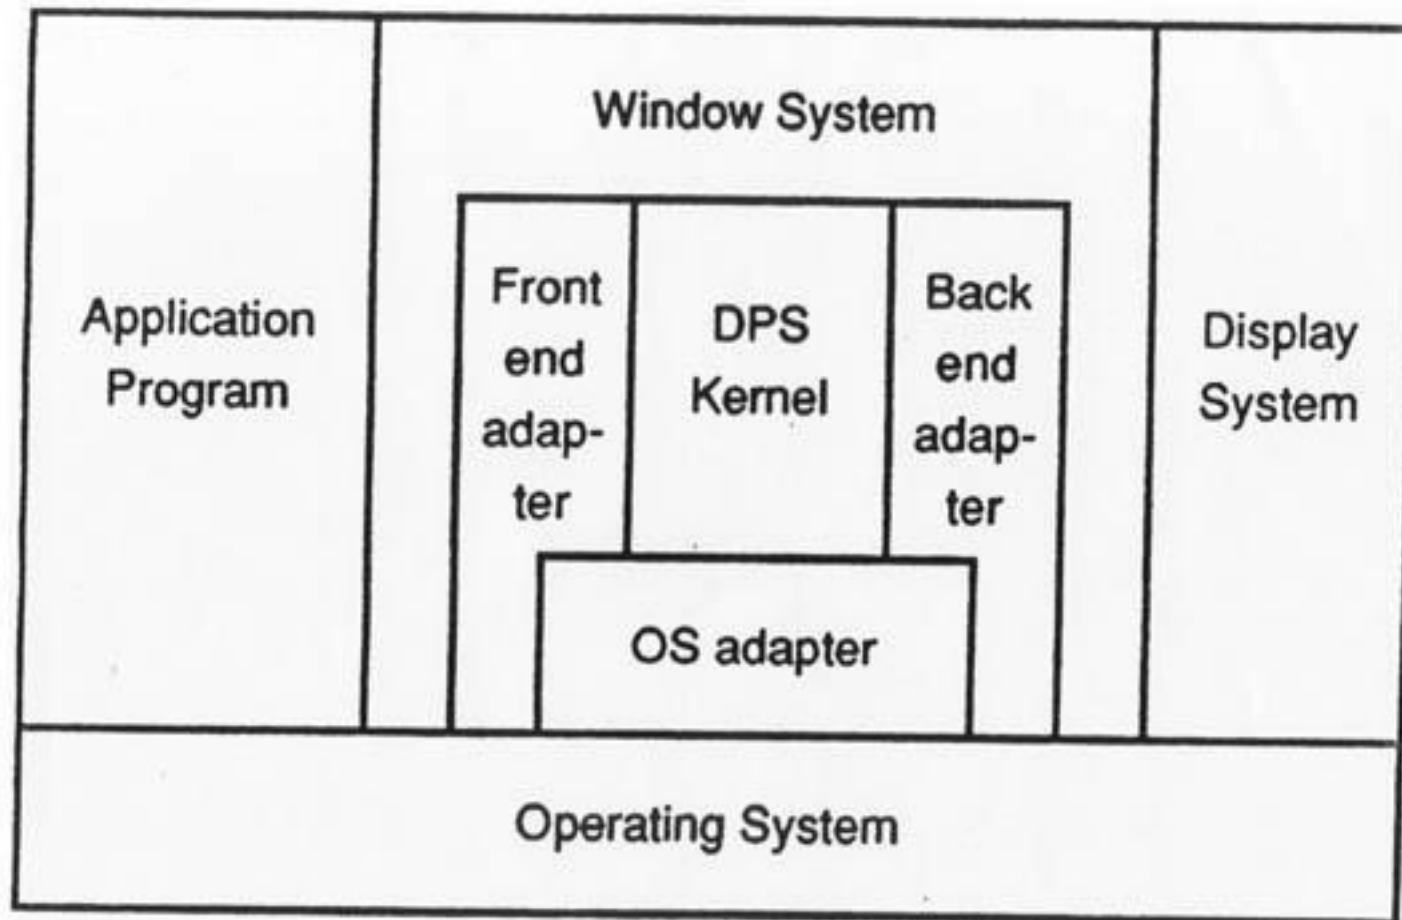 Window System
Application
Program
Front
end
adap-
ter
DPS
Kernel
Back
end
adap-
ter
Display
System
OS adapter
Operating System